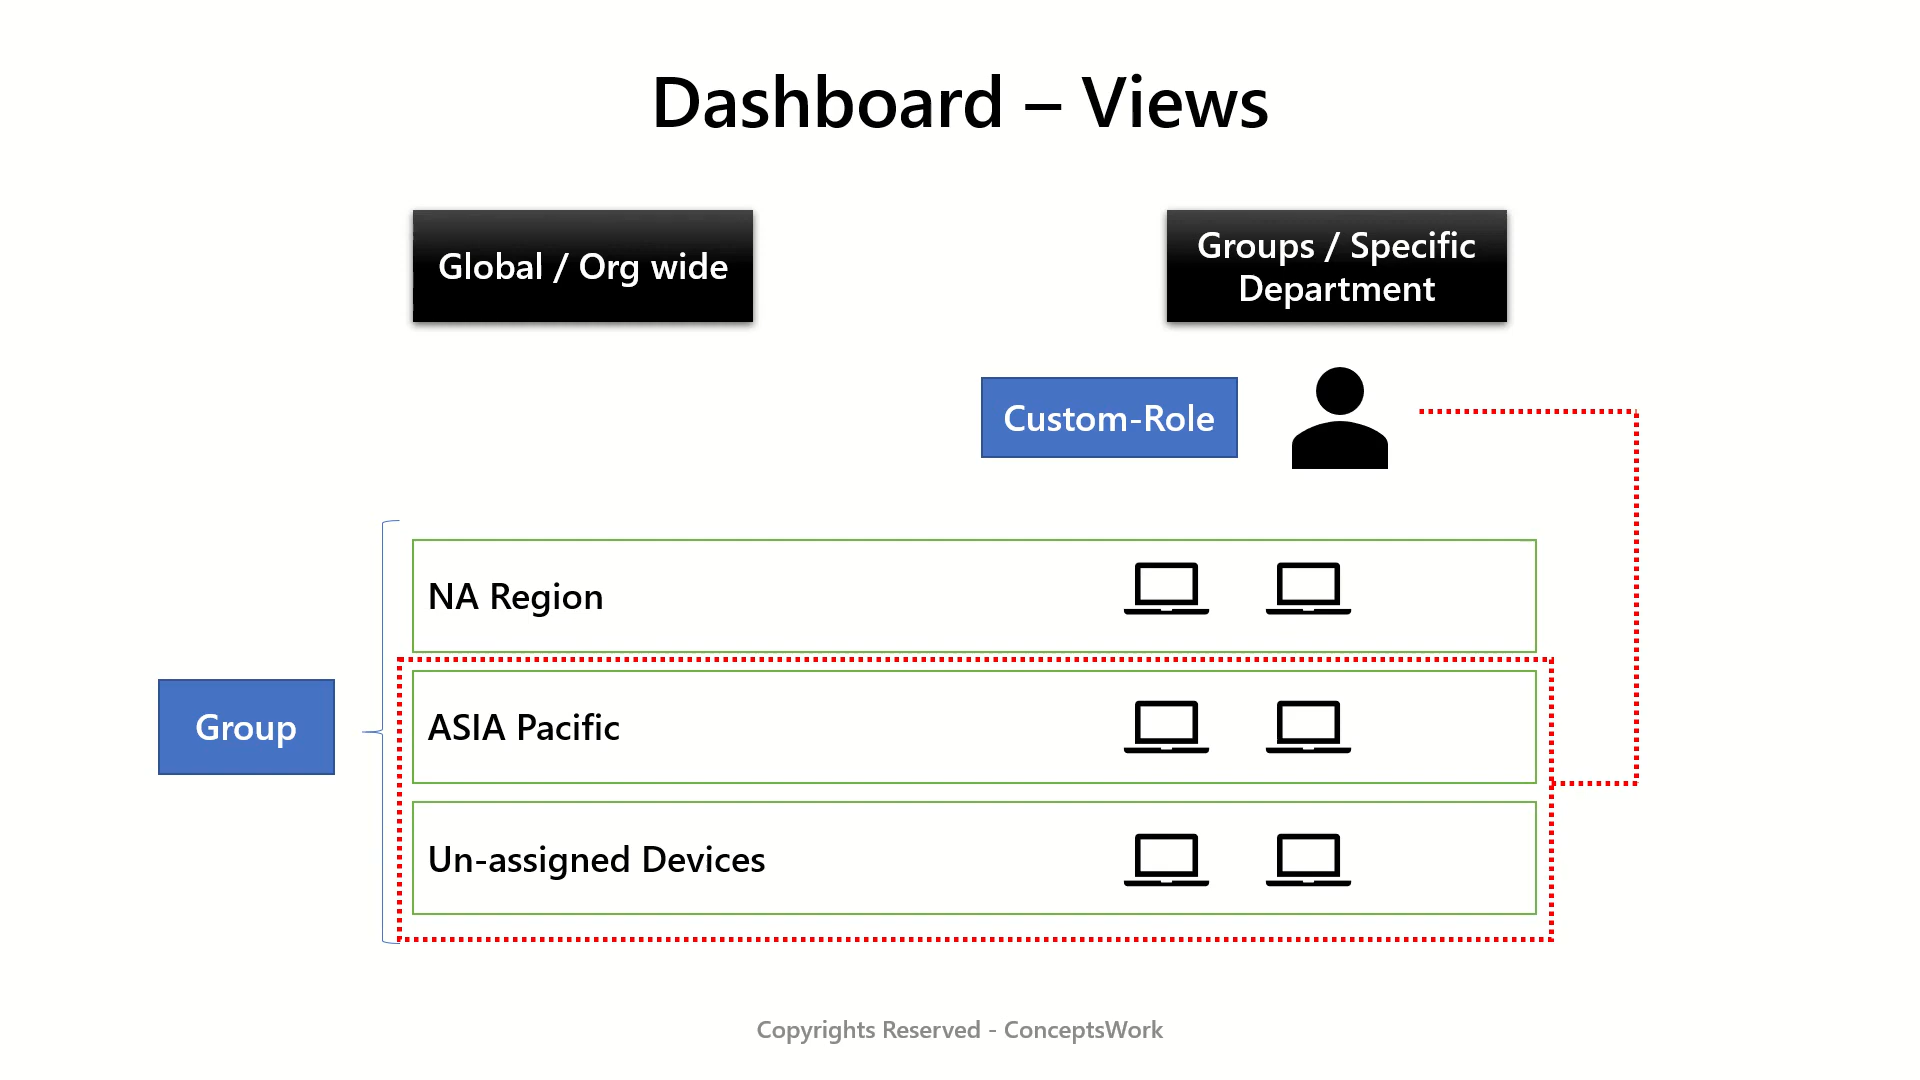 Dashboard – Views
Global / Org wide
Groups / Specific
Department
Custom-Role
NA Region
Group
ASIA Pacific
Un-assigned Devices
Copyrights Reserved - ConceptsWork